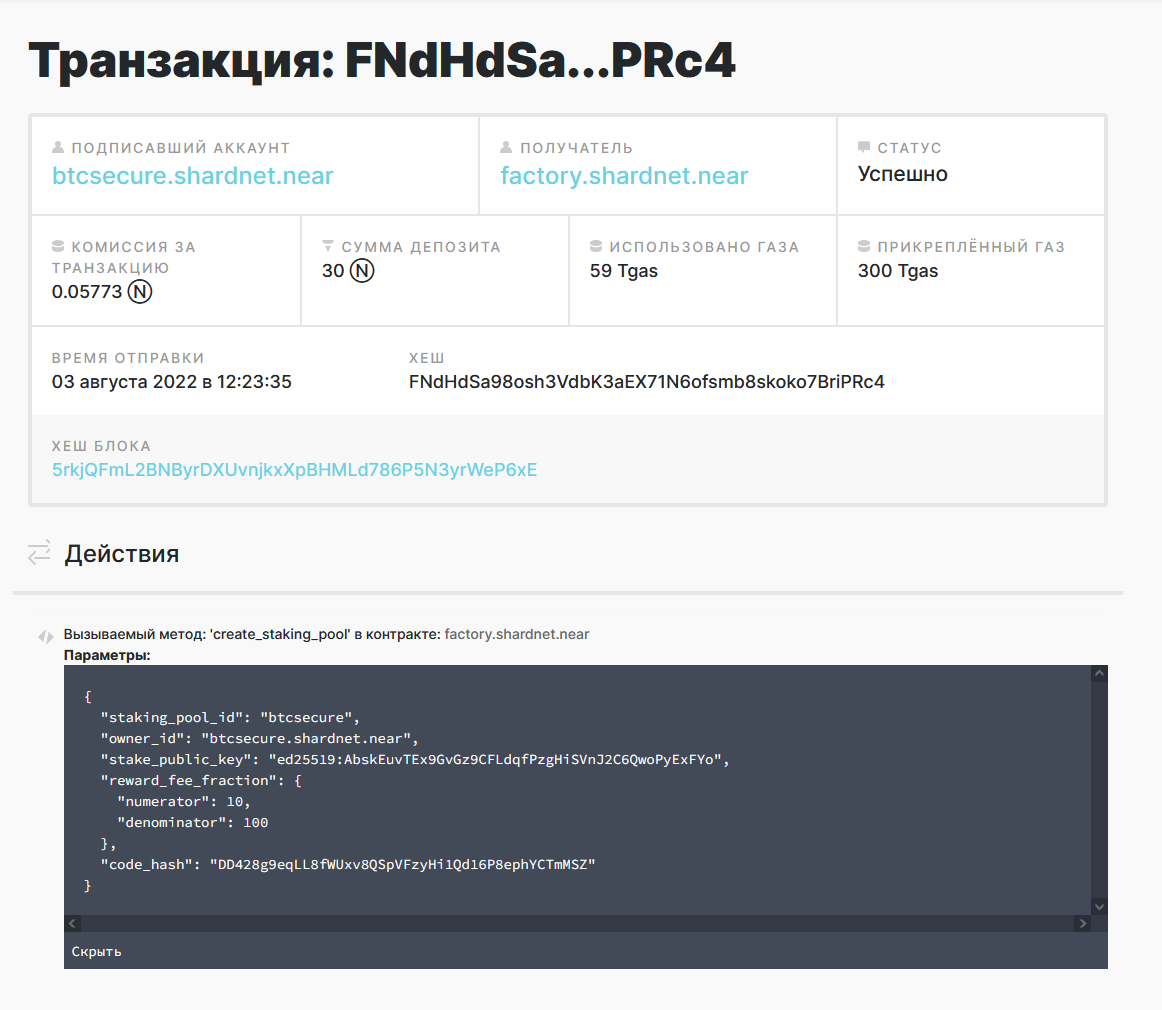 Транзакция: FNdHdSa...PRc4
ПОДПИСАВШИЙ АККАУНТ
btcsecure.shardnet.near
ПОЛУЧАТЕЛЬ
factory.shardnet.near
СТАТУС
Успешно
КОМИССИЯ ЗА
ТРАНЗАКЦИЮ
0.05773 Ⓝ
СУММА ДЕПОЗИТА
30 Ⓝ
ИСПОЛЬЗОВАНО ГАЗА
59 Tgas
ПРИКРЕПЛЁННЫЙ ГАЗ
300 Tgas
ВРЕМЯ ОТПРАВКИ
03 августа 2022 в 12:23:35
ХЕШ
FNdHdSa98osh3VdbK3aEX71N6ofsmb8skoko7BriPRc4
ХЕШ БЛОКА
5rkjQFmL2BNByrDXUvnjkxXpBHMLd786P5N3yrWeP6xE
Действия
Вызываемый метод: 'create_staking_pool' в контракте: factory.shardnet.near
Параметры:
{
"staking_pool_id": "btcsecure",
"owner_id": "btcsecure.shardnet.near",
"stake_public_key": "ed25519:AbskEuvTEx9GvGz9CFLdqfPzgHiSVnJ2C6QwoPyExFYo",
"reward_fee_fraction": {
"numerator": 10,
"denominator": 100
},
"code_hash": "DD428g9eqLL8fWUxv8QSpVFzyHi1Qd16P8ephYCTmMSZ"
}
Скрыть